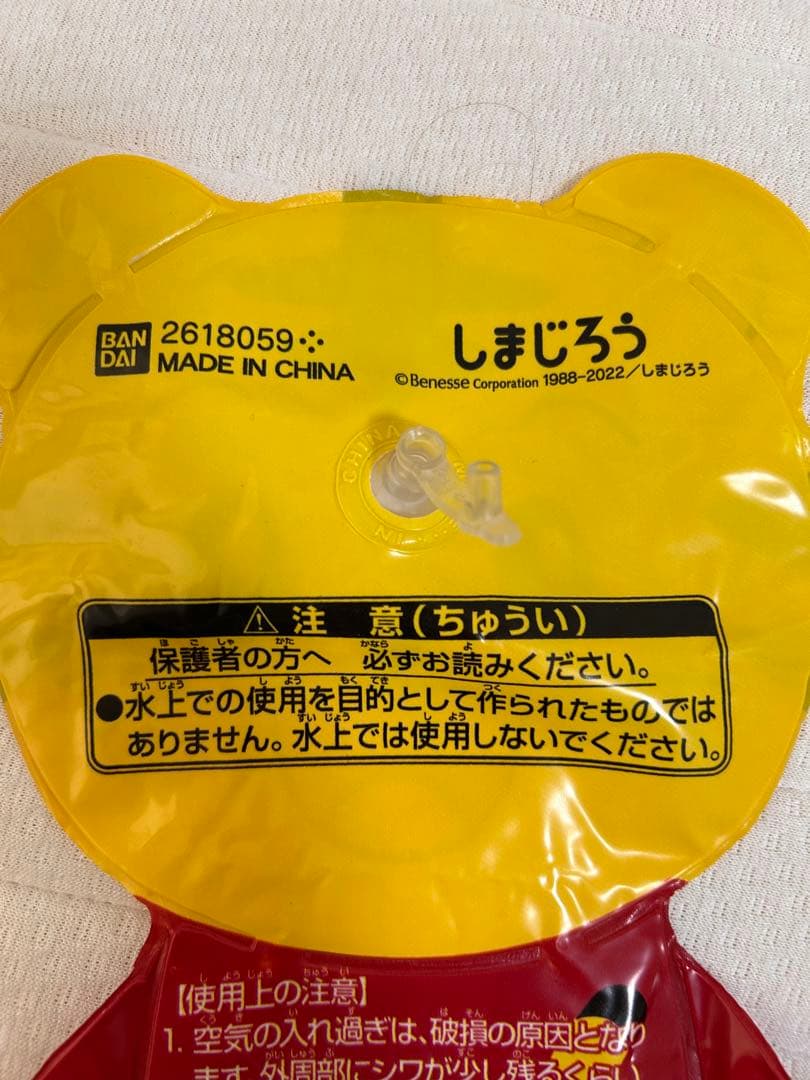 BAN
DAI
2618059
MADE IN CHINA
しまじろう
©Benesse Corporation 1988-2022/しまじろう
CHINA
IN
⚠注 意(ちゅうい)
保護者の方へ 必ずお読みください。
●水上での使用を目的として作られたものでは
ありません。水上では使用しないでください。
【使用上の注意】
1. 空気の入れ過ぎは、破損の原因となり
ます。外周部にシワが少し残るくらい